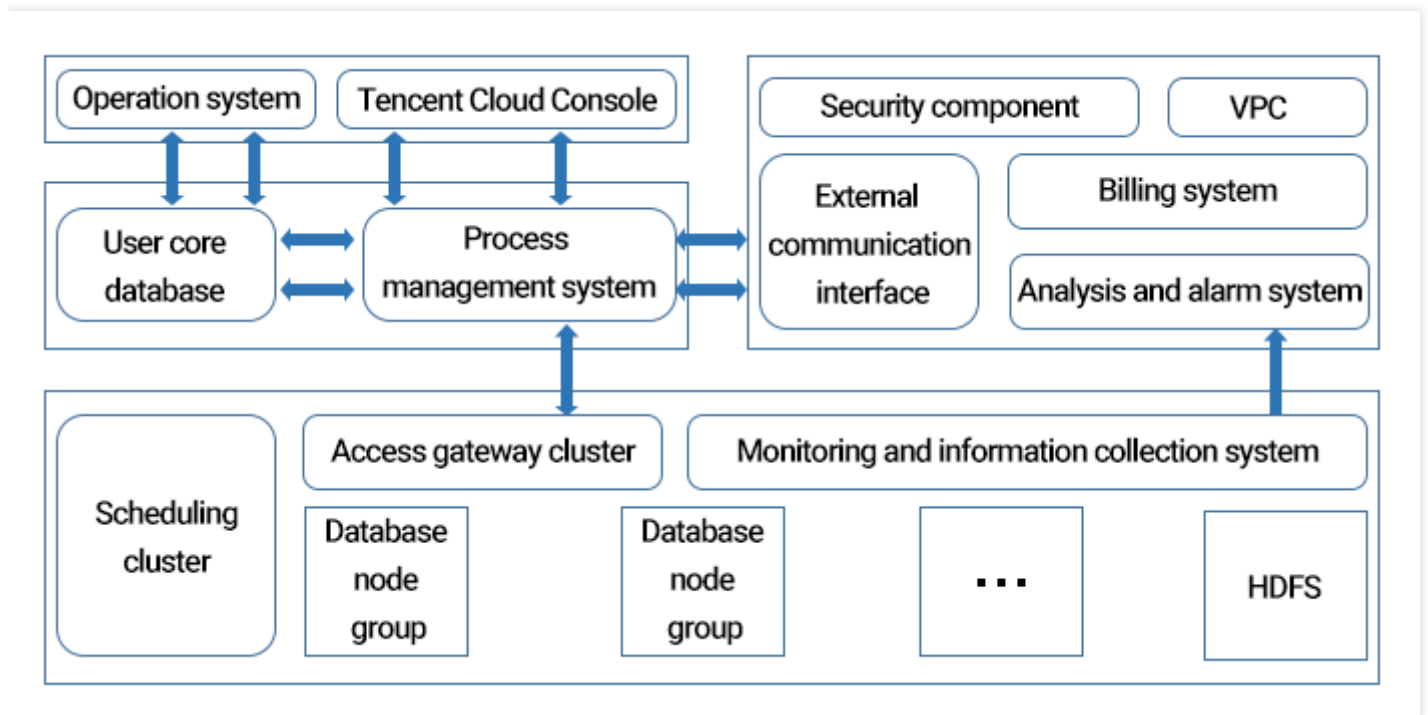 Operation system
Tencent Cloud Console
Security component
VPC
User core
database
Process
management system
External
communication
interface
Billing system
Analysis and alarm system
Scheduling
cluster
Access gateway cluster
Monitoring and information collection system
Database
node
group
Database
node
group
...
HDFS